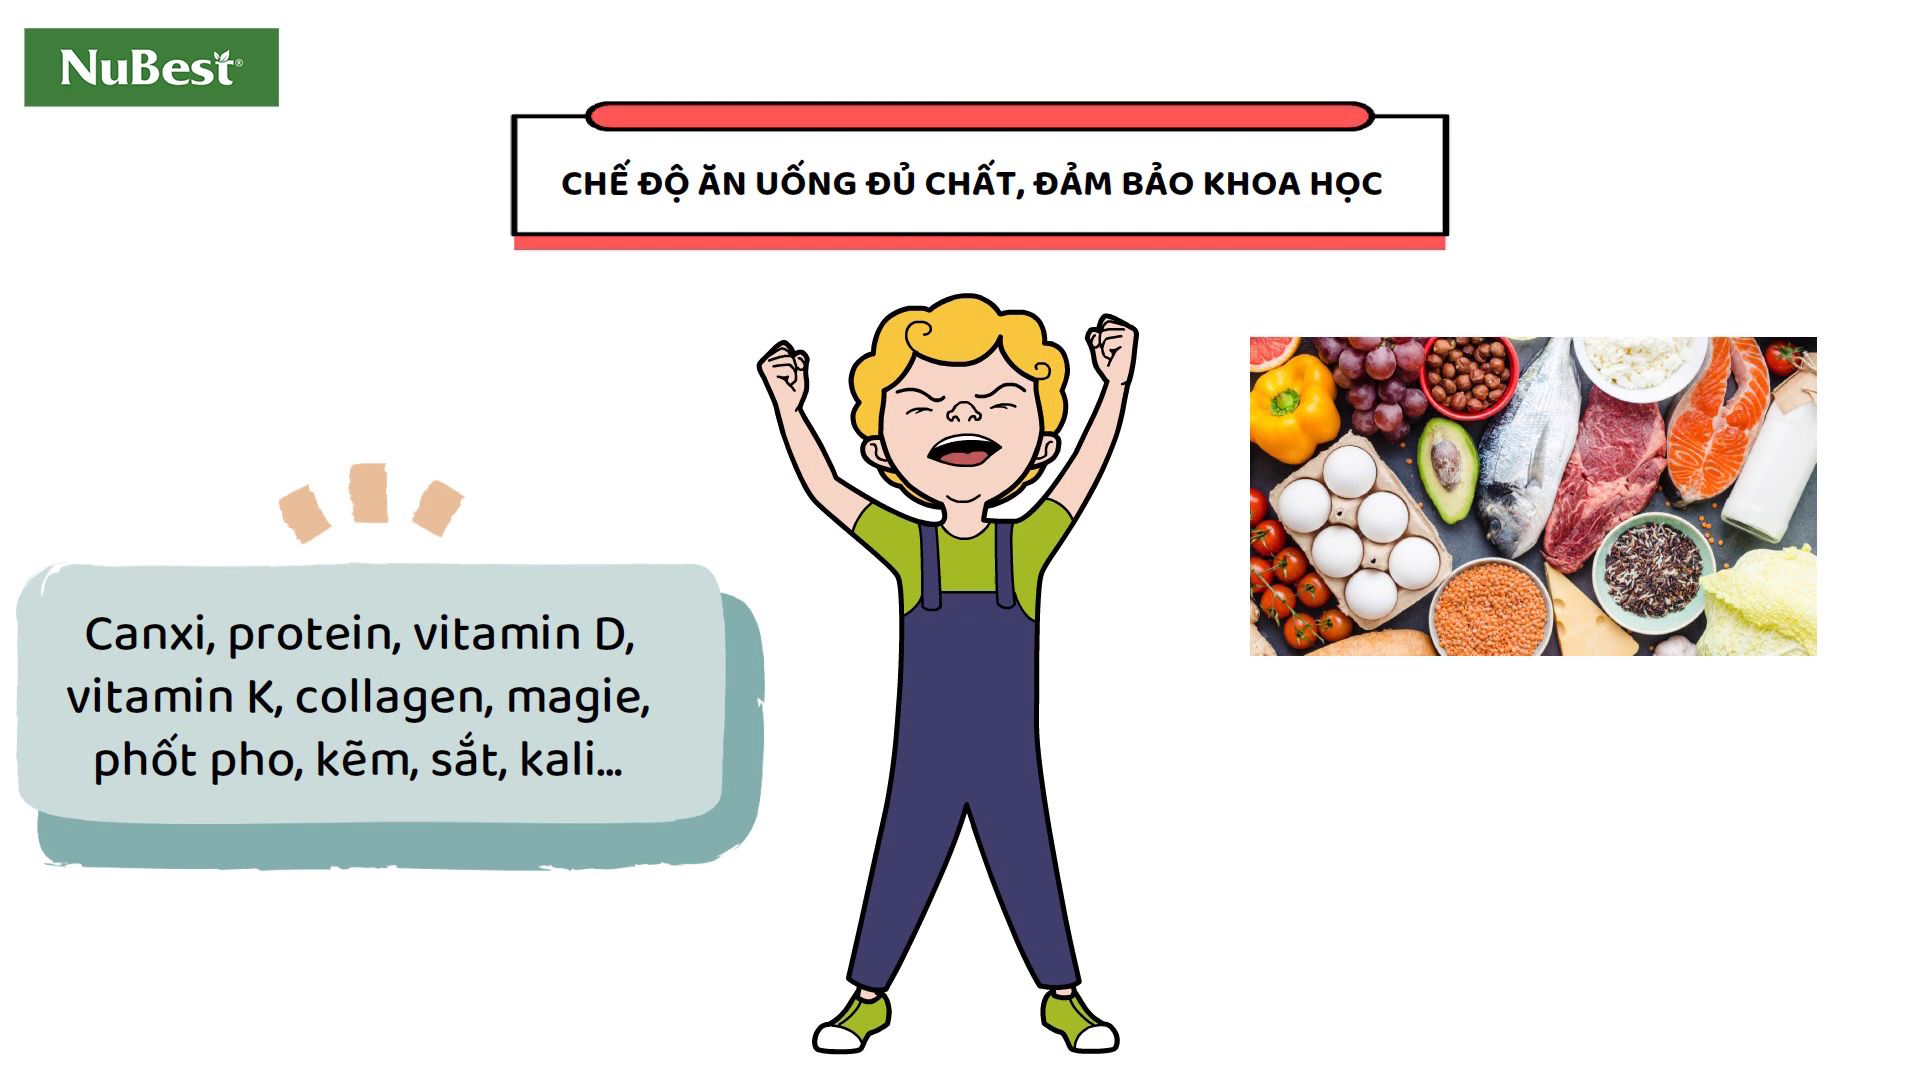 NuBest®
CHẾ ĐỘ ĂN UỐNG ĐỦ CHẤT, ĐẢM BẢO KHOA HỌC
Canxi, protein, vitamin D,
vitamin K, collagen, magie,
phốt pho, kẽm, sắt, kali...